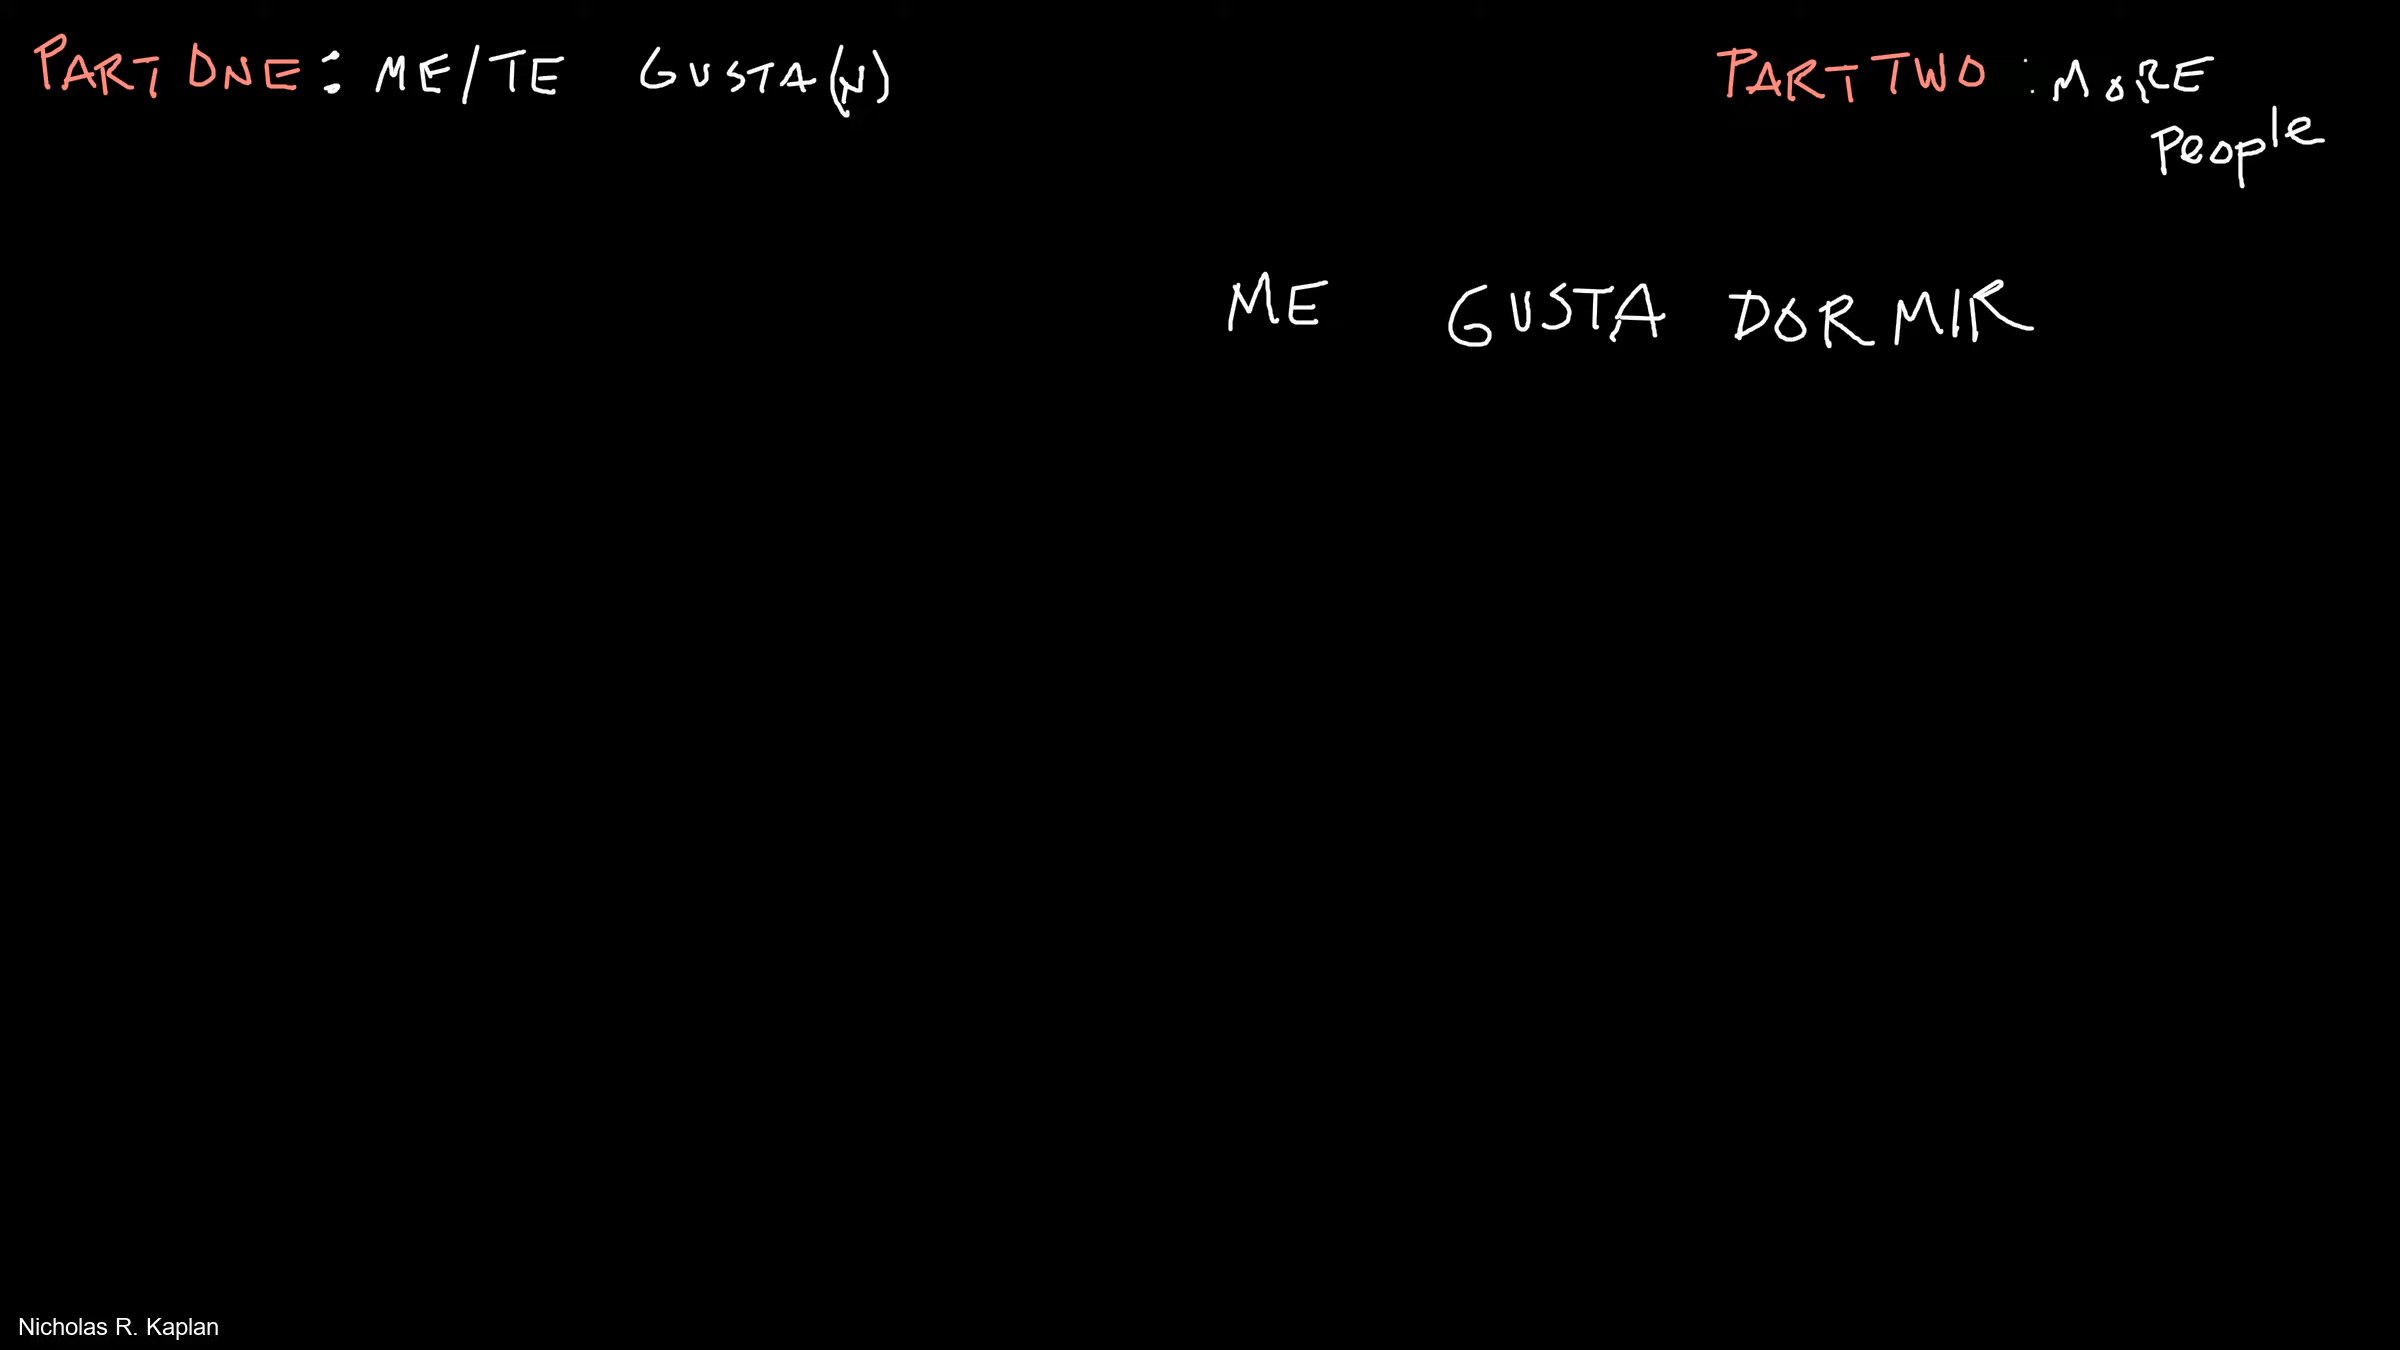 PART ONE: ME/TE GUSTA(N)
PART TWO: MORE
People
ME GUSTA DORMIR
Nicholas R. Kaplan